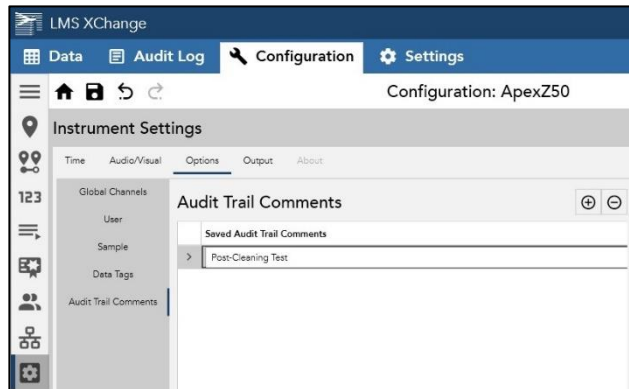 LMS XChange
Data Audit Log Configuration Settings
Configuration: ApexZ50
Instrument Settings
Time Audio/Visual Options Output About
123
Global Channels
User
Sample
Data Tags
Audit Trail Comments
Audit Trail Comments
Saved Audit Trail Comments
Post-Cleaning Test